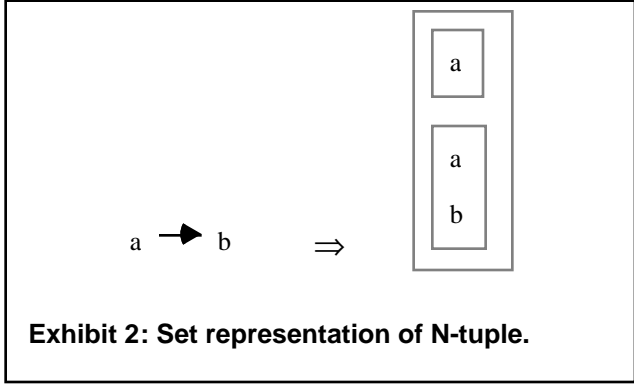 a
a
b
a b ⇒
Exhibit 2: Set representation of N-tuple.